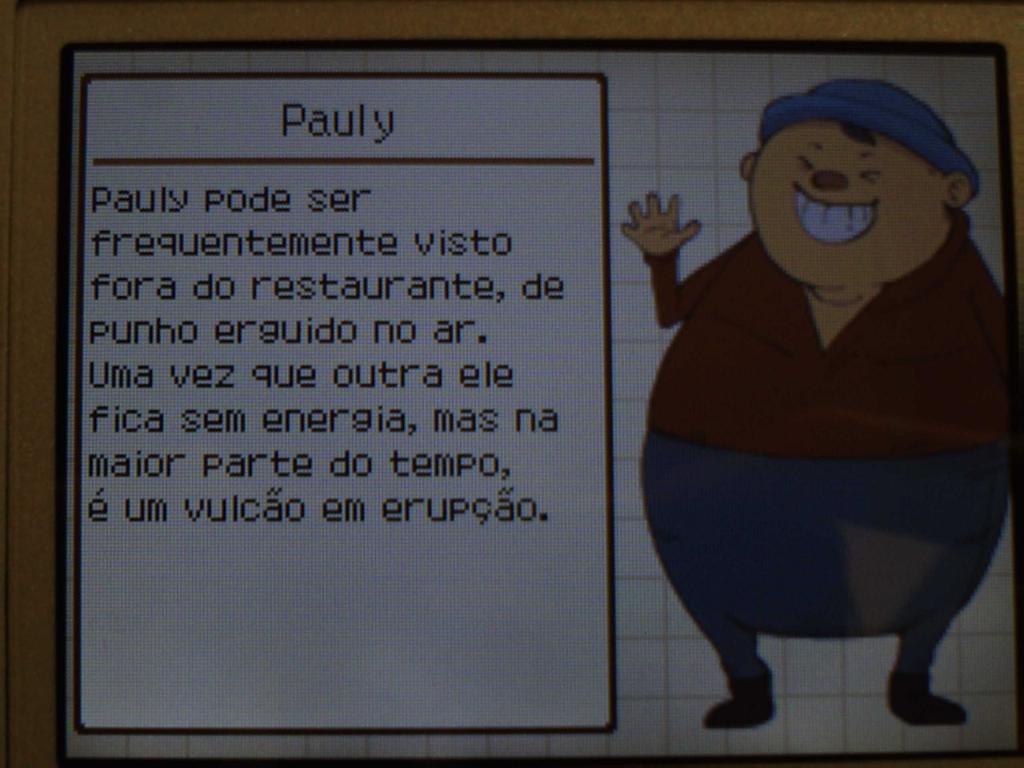 Pauly
Pauly pode ser
frequentemente visto
fora do restaurante, de
punho erguido no ar.
Uma vez que outra ele
fica sem energia, mas na
maior parte do tempo,
é um vulcão em erupção.